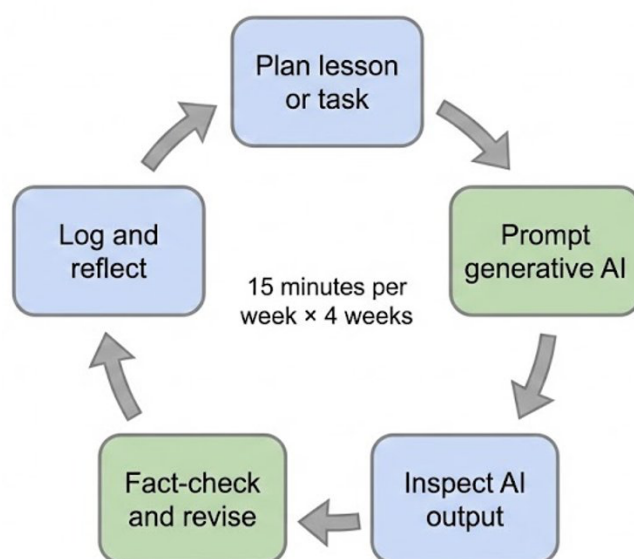 Plan lesson
or task
Prompt
generative AI
Inspect AI
output
Fact-check
and revise
Log and
reflect
15 minutes per
week × 4 weeks